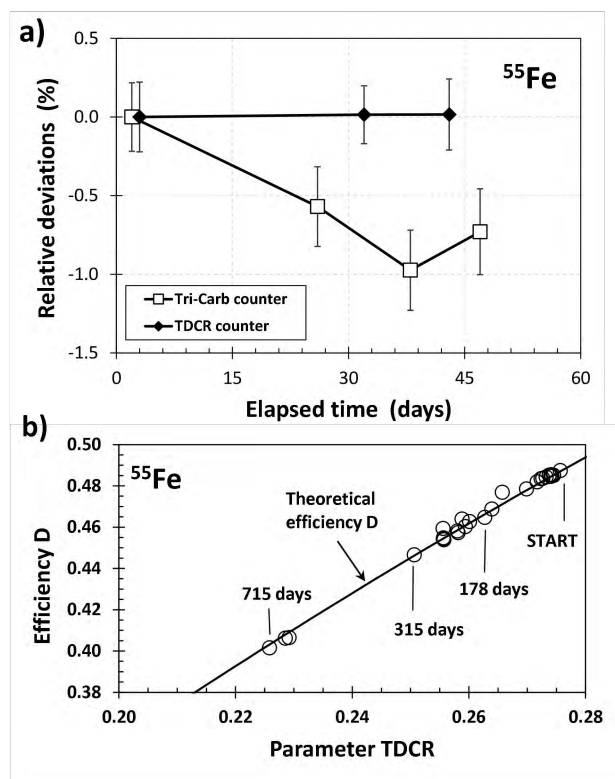 a)
0.5
0.0
-0.5
-1.0
-1.5
Relative deviations (%)
⁵⁵Fe
Tri-Carb counter
TDCR counter
0 15 30 45 60
Elapsed time (days)
b)
0.50
0.48
0.46
0.44
0.42
0.40
0.38
Efficiency D
⁵⁵Fe
Theoretical
efficiency D
START
178 days
315 days
715 days
0.20 0.22 0.24 0.26 0.28
Parameter TDCR